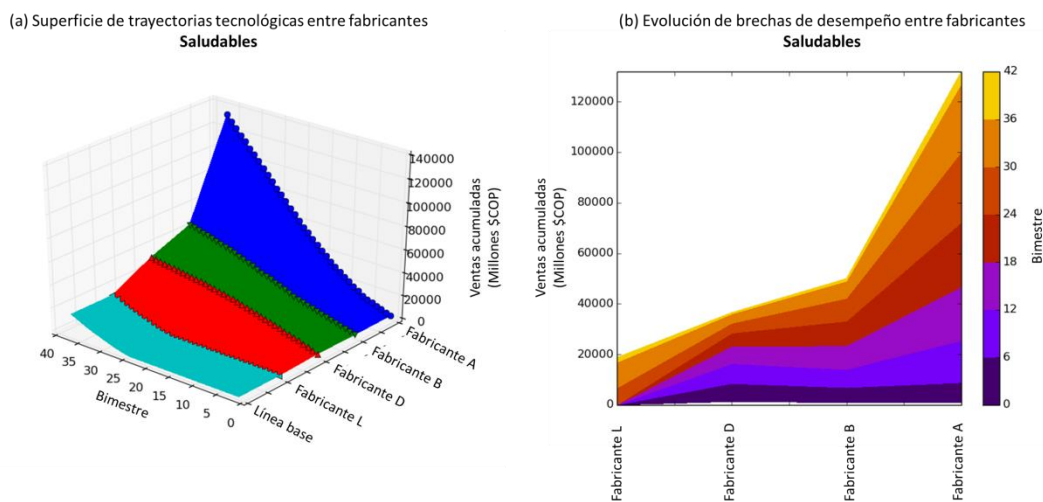 (a) Superficie de trayectorias tecnológicas entre fabricantes
Saludables
140000
120000
100000
80000
60000
40000
20000
0
Ventas acumuladas
(Millones $COP)
40
35
30
25
20
15
10
5
0
Bimestre
Fabricante A
Fabricante B
Fabricante D
Fabricante L
Línea base
(b) Evolución de brechas de desempeño entre fabricantes
Saludables
Ventas acumuladas
(Millones $COP)
120000
100000
80000
60000
40000
20000
0
Fabricante L
Fabricante D
Fabricante B
Fabricante A
42
36
30
24
18
12
6
0
Bimestre